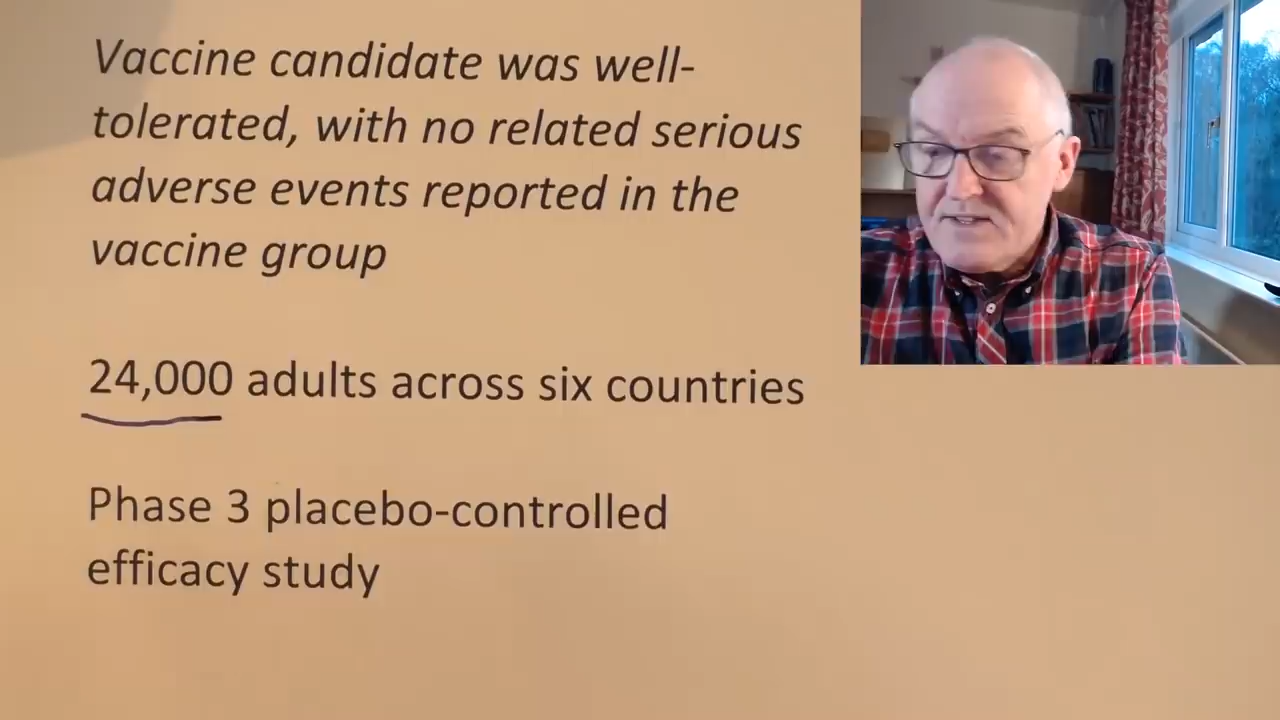 Vaccine candidate was well-
tolerated, with no related serious
adverse events reported in the
vaccine group
24,000 adults across six countries
Phase 3 placebo-controlled
efficacy study